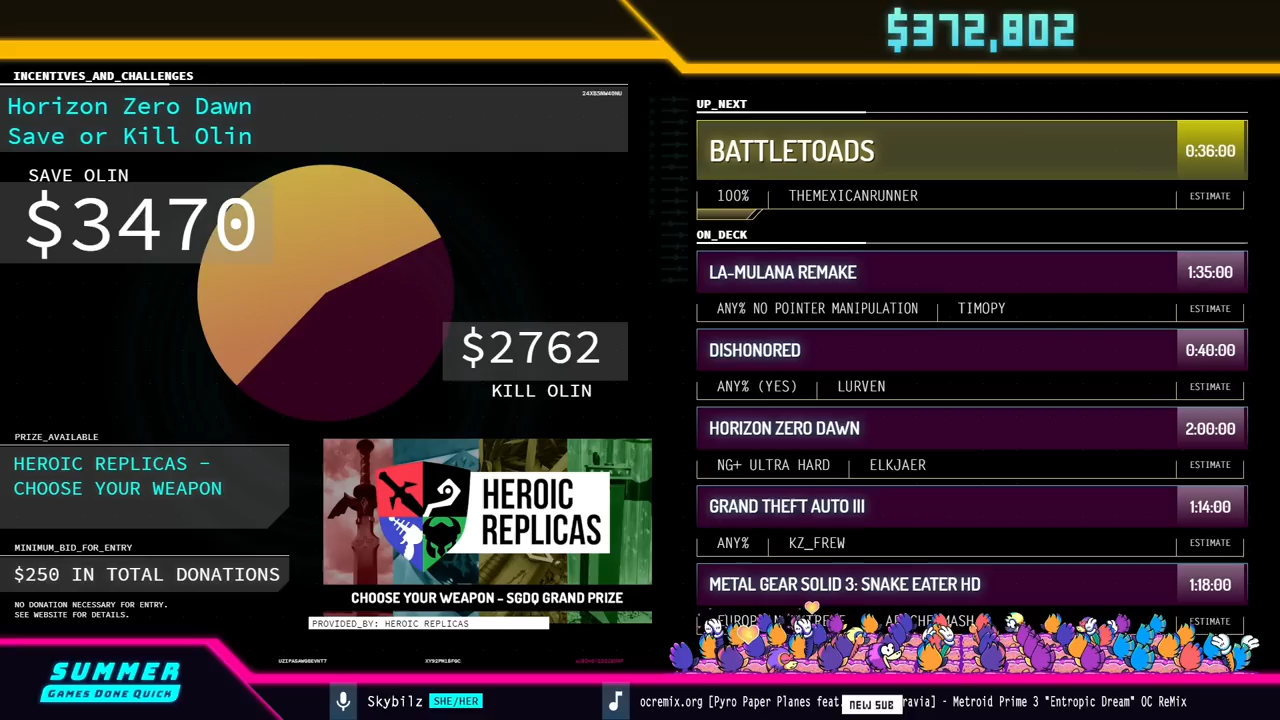 $372,802
INCENTIVES_AND_CHALLENGES
Horizon Zero Dawn
Save or Kill Olin
SAVE OLIN
$3470
$2762
KILL OLIN
PRIZE_AVAILABLE
HEROIC REPLICAS -
CHOOSE YOUR WEAPON
MINIMUM_BID_FOR_ENTRY
$250 IN TOTAL DONATIONS
NO DONATION NECESSARY FOR ENTRY.
SEE WEBSITE FOR DETAILS.
HEROIC
REPLICAS
CHOOSE YOUR WEAPON - SGDQ GRAND PRIZE
PROVIDED_BY: HEROIC REPLICAS
UP_NEXT
BATTLETOADS 0:36:00
100% THEMEXICANRUNNER ESTIMATE
ON_DECK
LA-MULANA REMAKE 1:35:00
ANY% NO POINTER MANIPULATION TIMOPY ESTIMATE
DISHONORED 0:40:00
ANY% (YES) LURVEN ESTIMATE
HORIZON ZERO DAWN 2:00:00
NG+ ULTRA HARD ELKJAER ESTIMATE
GRAND THEFT AUTO III 1:14:00
ANY% KZ_FREW ESTIMATE
METAL GEAR SOLID 3: SNAKE EATER HD 1:18:00
ESTIMATE
SUMMER
GAMES DONE QUICK
Skybilz SHE/HER
ocremix.org [Pyro Paper Planes feat. NEW SUB] - Metroid Prime 3 "Entropic Dream" OC ReMix